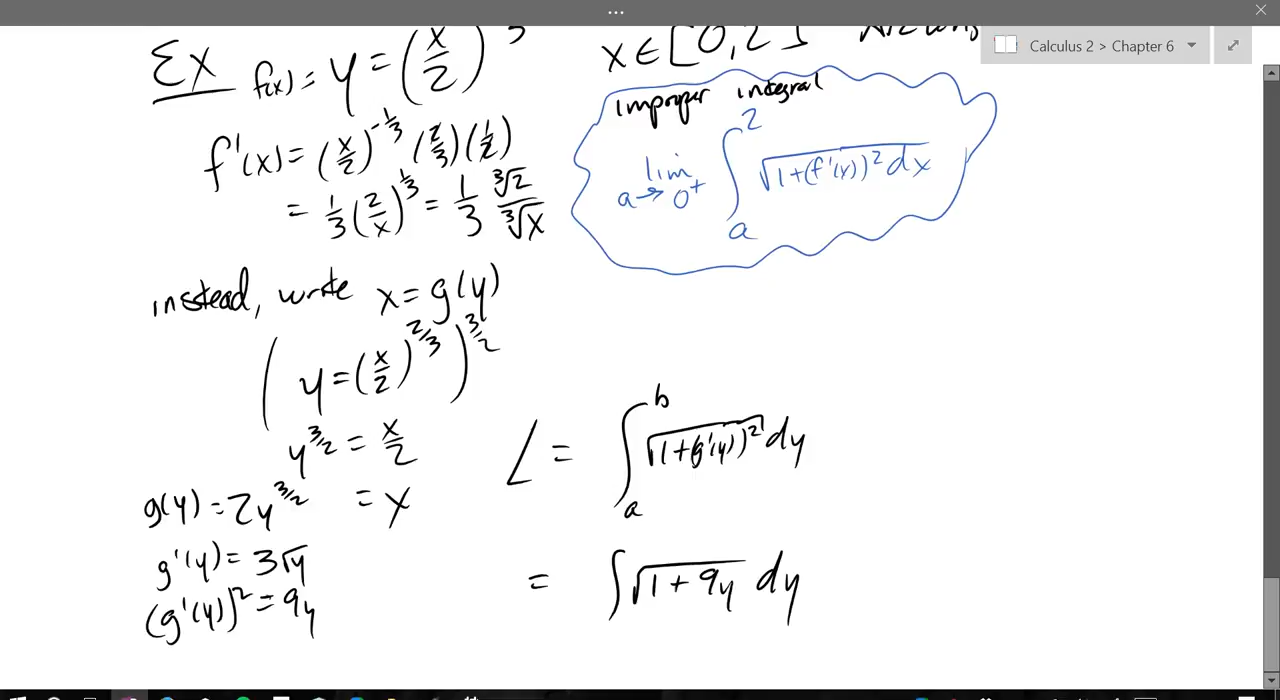 Calculus 2 > Chapter 6
Ex f(x) = y = (x/2)
x ∈ [0,2]
f'(x) = (x/2)^{-1/3} (2/3)(1/2)
= 1/3 (2/x)^{1/3} = 1/3 ∛2/∛x
improper integral
lim a→0⁺ ∫_a^2 √(1+(f'(x))²) dx
instead, write x = g(y)
(y = (x/2)^{2/3})^{3/2}
y^{3/2} = x/2
g(y) = 2y^{3/2} = x
g'(y) = 3√y
(g'(y))² = 9y
L = ∫_a^b √(1+(g'(y))²) dy
= ∫ √(1+9y) dy